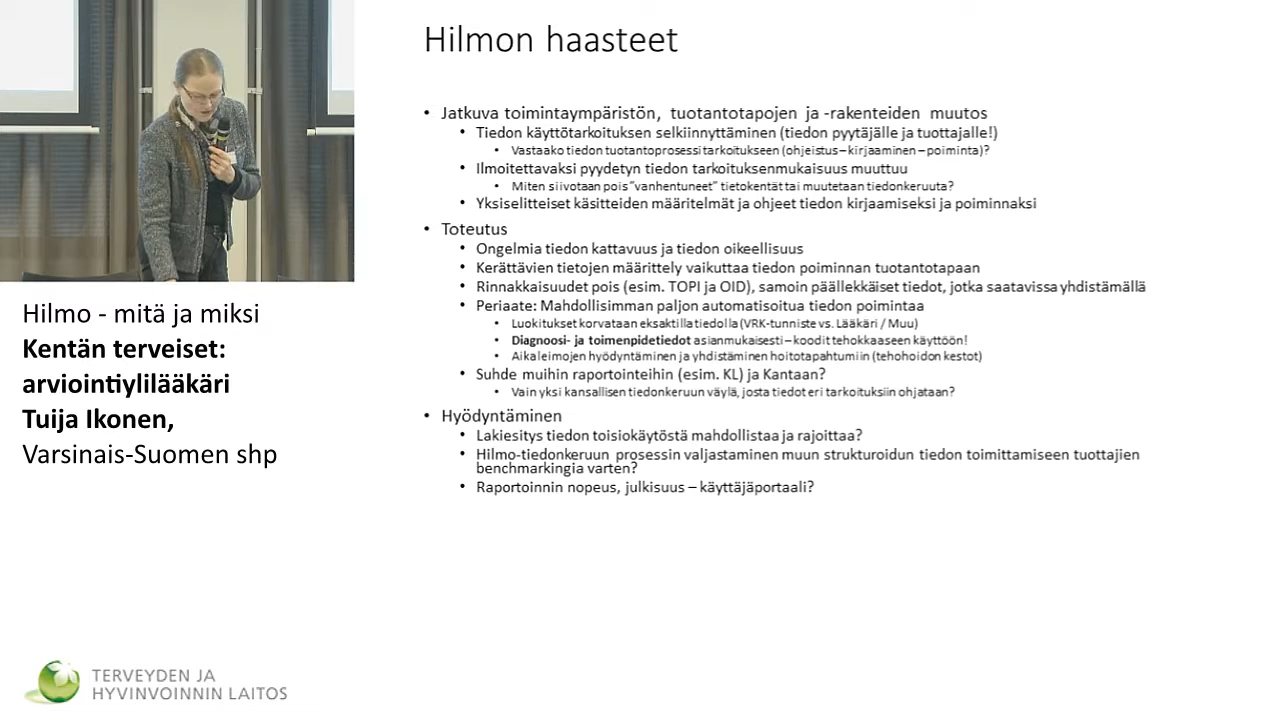 Hilmon haasteet
• Jatkuva toimintaympäristön, tuotantotapojen ja -rakenteiden muutos
• Tiedon käyttötarkoituksen selkiinnyttäminen (tiedon pyytäjälle ja tuottajalle!)
• Vastaako tiedon tuotantoprosessi tarkoitukseen (ohjeistus – kirjaaminen – poiminta)?
• Ilmoitettavaksi pyydetyn tiedon tarkoituksenmukaisuus muuttuu
• Miten siivotaan pois "vanhentuneet" tietokentät tai muutetaan tiedonkeruuta?
• Yksiselitteiset käsitteiden määritelmät ja ohjeet tiedon kirjaamiseksi ja poiminnaksi
• Toteutus
• Ongelmia tiedon kattavuus ja tiedon oikeellisuus
• Kerättävien tietojen määrittely vaikuttaa tiedon poiminnan tuotantotapaan
• Rinnakkaisuudet pois (esim. TOPI ja OID), samoin päällekkäiset tiedot, jotka saatavissa yhdistämällä
• Periaate: Mahdollisimman paljon automatisoitua tiedon poimintaa
• Luokitukset korvataan eksaktilla tiedolla (VRK-tunniste vs. Lääkäri / Muu)
• Diagnoosi- ja toimenpidetiedot asianmukaisesti – koodit tehokkaaseen käyttöön!
• Aikaleimojen hyödyntäminen ja yhdistäminen hoitotapahtumiin (tehohoidon kestot)
• Suhde muihin raportointeihin (esim. KL) ja Kantaan?
• Vain yksi kansallisen tiedonkeruun väylä, josta tiedot eri tarkoituksiin ohjataan?
• Hyödyntäminen
• Lakiesitys tiedon toisiokäytöstä mahdollistaa ja rajoittaa?
• Hilmo-tiedonkeruun prosessin valjastaminen muun strukturoidun tiedon toimittamiseen tuottajien
benchmarkingia varten?
• Raportoinnin nopeus, julkisuus – käyttäjäportaali?
Hilmo - mitä ja miksi
Kentän terveiset:
arviointiylilääkäri
Tuija Ikonen,
Varsinais-Suomen shp
TERVEYDEN JA
HYVINVOINNIN LAITOS